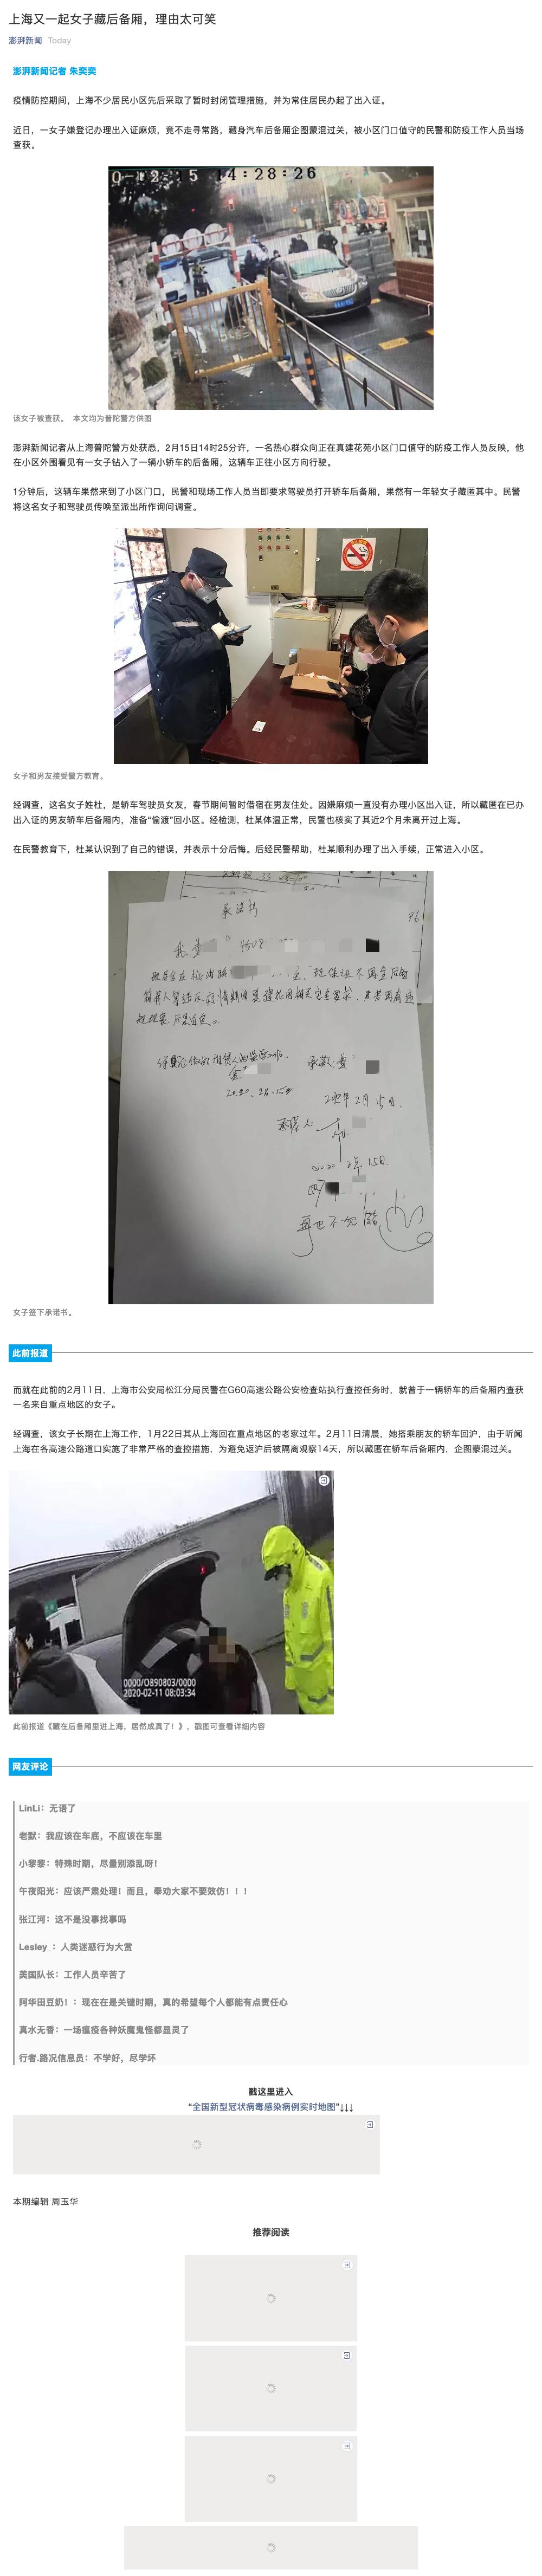 上海又一起女子藏后备厢，理由太可笑
澎湃新闻 Today
澎湃新闻记者 朱奕奕
疫情防控期间，上海不少居民小区先后采取了暂时封闭管理措施，并为常住居民办起了出入证。
近日，一女子嫌登记办理出入证麻烦，竟不走寻常路，藏身汽车后备厢企图蒙混过关，被小区门口值守的民警和防疫工作人员当场
查获。
14:28:26
该女子被查获。 本文均为普陀警方供图
澎湃新闻记者从上海普陀警方处获悉，2月15日14时25分许，一名热心群众向正在真建花苑小区门口值守的防疫工作人员反映，他
在小区外围看见有一女子钻入了一辆小轿车的后备厢，这辆车正往小区方向行驶。
1分钟后，这辆车果然来到了小区门口，民警和现场工作人员当即要求驾驶员打开轿车后备厢，果然有一年轻女子藏匿其中。民警
将这名女子和驾驶员传唤至派出所作询问调查。
女子和男友接受警方教育。
经调查，这名女子姓杜，是轿车驾驶员女友，春节期间暂时借宿在男友住处。因嫌麻烦一直没有办理小区出入证，所以藏匿在已办
出入证的男友轿车后备厢内，准备“偷渡”回小区。经检测，杜某体温正常，民警也核实了其近2个月未离开过上海。
在民警教育下，杜某认识到了自己的错误，并表示十分后悔。后经民警帮助，杜某顺利办理了出入手续，正常进入小区。
承诺书
2020年2月15日
女子签下承诺书。
此前报道
而就在此前的2月11日，上海市公安局松江分局民警在G60高速公路公安检查站执行查控任务时，就曾于一辆轿车的后备厢内查获
一名来自重点地区的女子。
经调查，该女子长期在上海工作，1月22日其从上海回在重点地区的老家过年。2月11日清晨，她搭乘朋友的轿车回沪，由于听闻
上海在各高速公路道口实施了非常严格的查控措施，为避免返沪后被隔离观察14天，所以藏匿在轿车后备厢内，企图蒙混过关。
0000/0890803/0000
2020-02-11 08:03:34
此前报道《藏在后备厢里进上海，居然成真了！》，戳图可查看详细内容
网友评论
LinLi：无语了
老默：我应该在车底，不应该在车里
小黎黎：特殊时期，尽量别添乱呀！
午夜阳光：应该严肃处理！而且，奉劝大家不要效仿！！！
张江河：这不是没事找事吗
Lesley_：人类迷惑行为大赏
美国队长：工作人员辛苦了
阿华田豆奶！：现在在是关键时期，真的希望每个人都能有点责任心
真水无香：一场瘟疫各种妖魔鬼怪都显灵了
行者.路况信息员：不学好，尽学坏
戳这里进入
“全国新型冠状病毒感染病例实时地图”↓↓↓
本期编辑 周玉华
推荐阅读